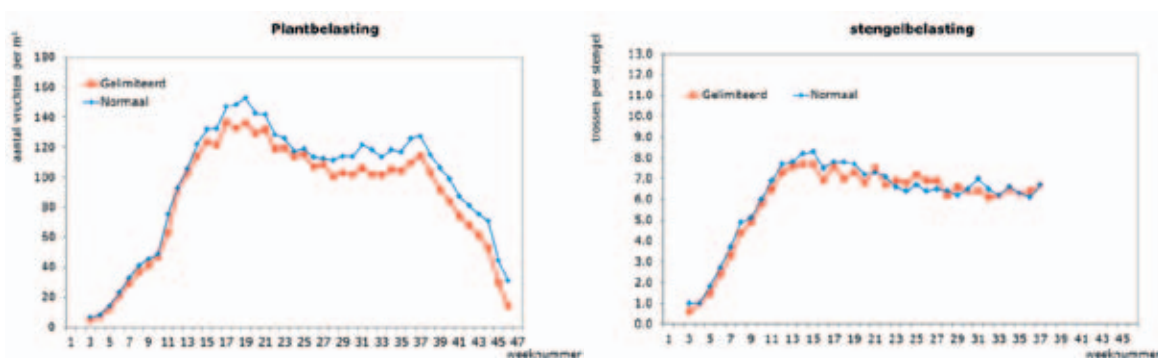 Plantbelasting
aantal vruchten per m²
180
160
140
120
100
80
60
40
20
0
Gelimiteerd
Normaal
1 3 5 7 9 11 13 15 17 19 21 23 25 27 29 31 33 35 37 39 41 43 45 47
weeknummer
stengelbelasting
trossen per stengel
13.0
12.0
11.0
10.0
9.0
8.0
7.0
6.0
5.0
4.0
3.0
2.0
1.0
0.0
Gelimiteerd Normaal
1 3 5 7 9 11 13 15 17 19 21 23 25 27 29 31 33 35 37 39 41 43 45
weeknummer